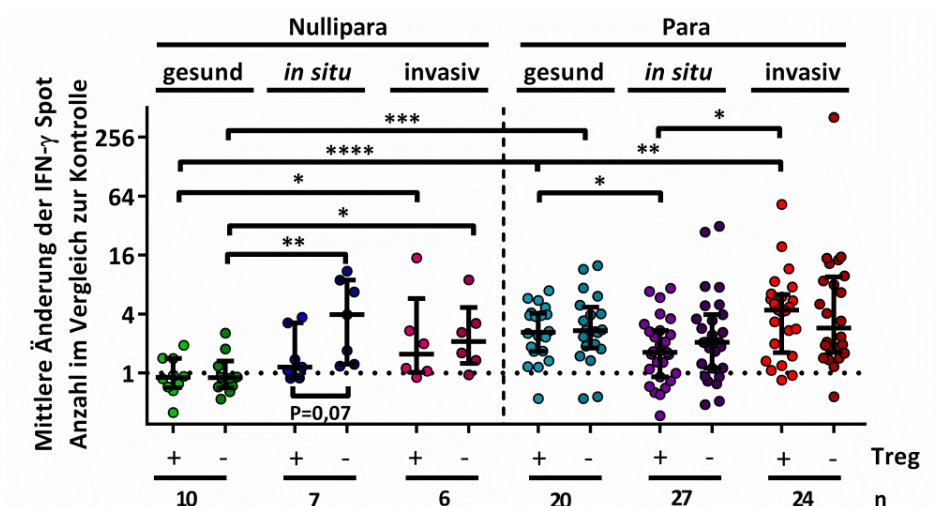 Nullipara Para
gesund in situ invasiv gesund in situ invasiv
Mittlere Änderung der IFN-γ Spot
Anzahl im Vergleich zur Kontrolle
256
64
16
4
1
*** *
**** **
* *
*
**
P=0,07
+ - + - + - + - + - + - Treg
10 7 6 20 27 24 n